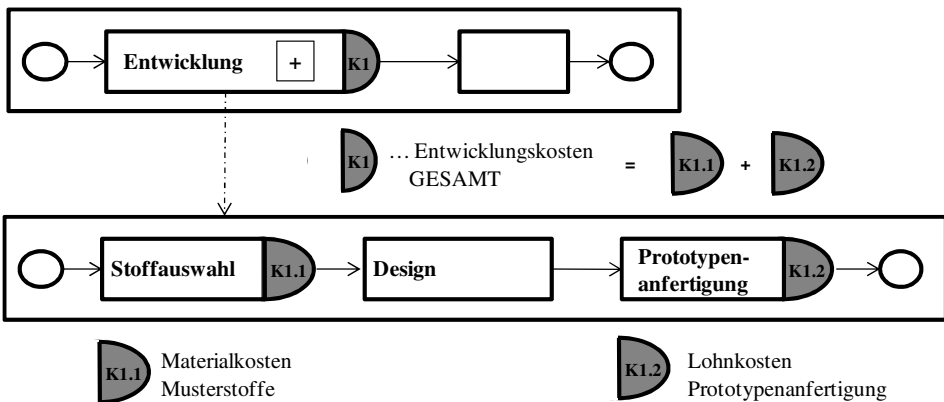 Entwicklung + K1
K1 … Entwicklungskosten = K1.1 + K1.2
GESAMT
Stoffauswahl K1.1 Design Prototypen-
anfertigung K1.2
K1.1 Materialkosten
Musterstoffe
K1.2 Lohnkosten
Prototypenanfertigung